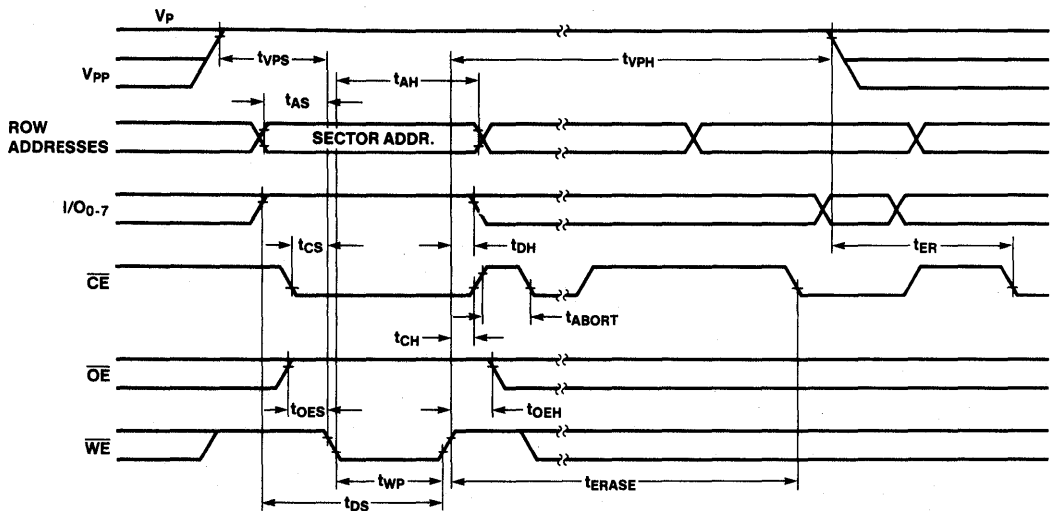 VP
VPP
tVPS
tVPH
tAH
tAS
ROW
ADDRESSES
SECTOR ADDR.
I/O0-7
tCS
tDH
tER
CE
tABORT
tCH
OE
tOES
tOEH
WE
tWP
tERASE
tDS